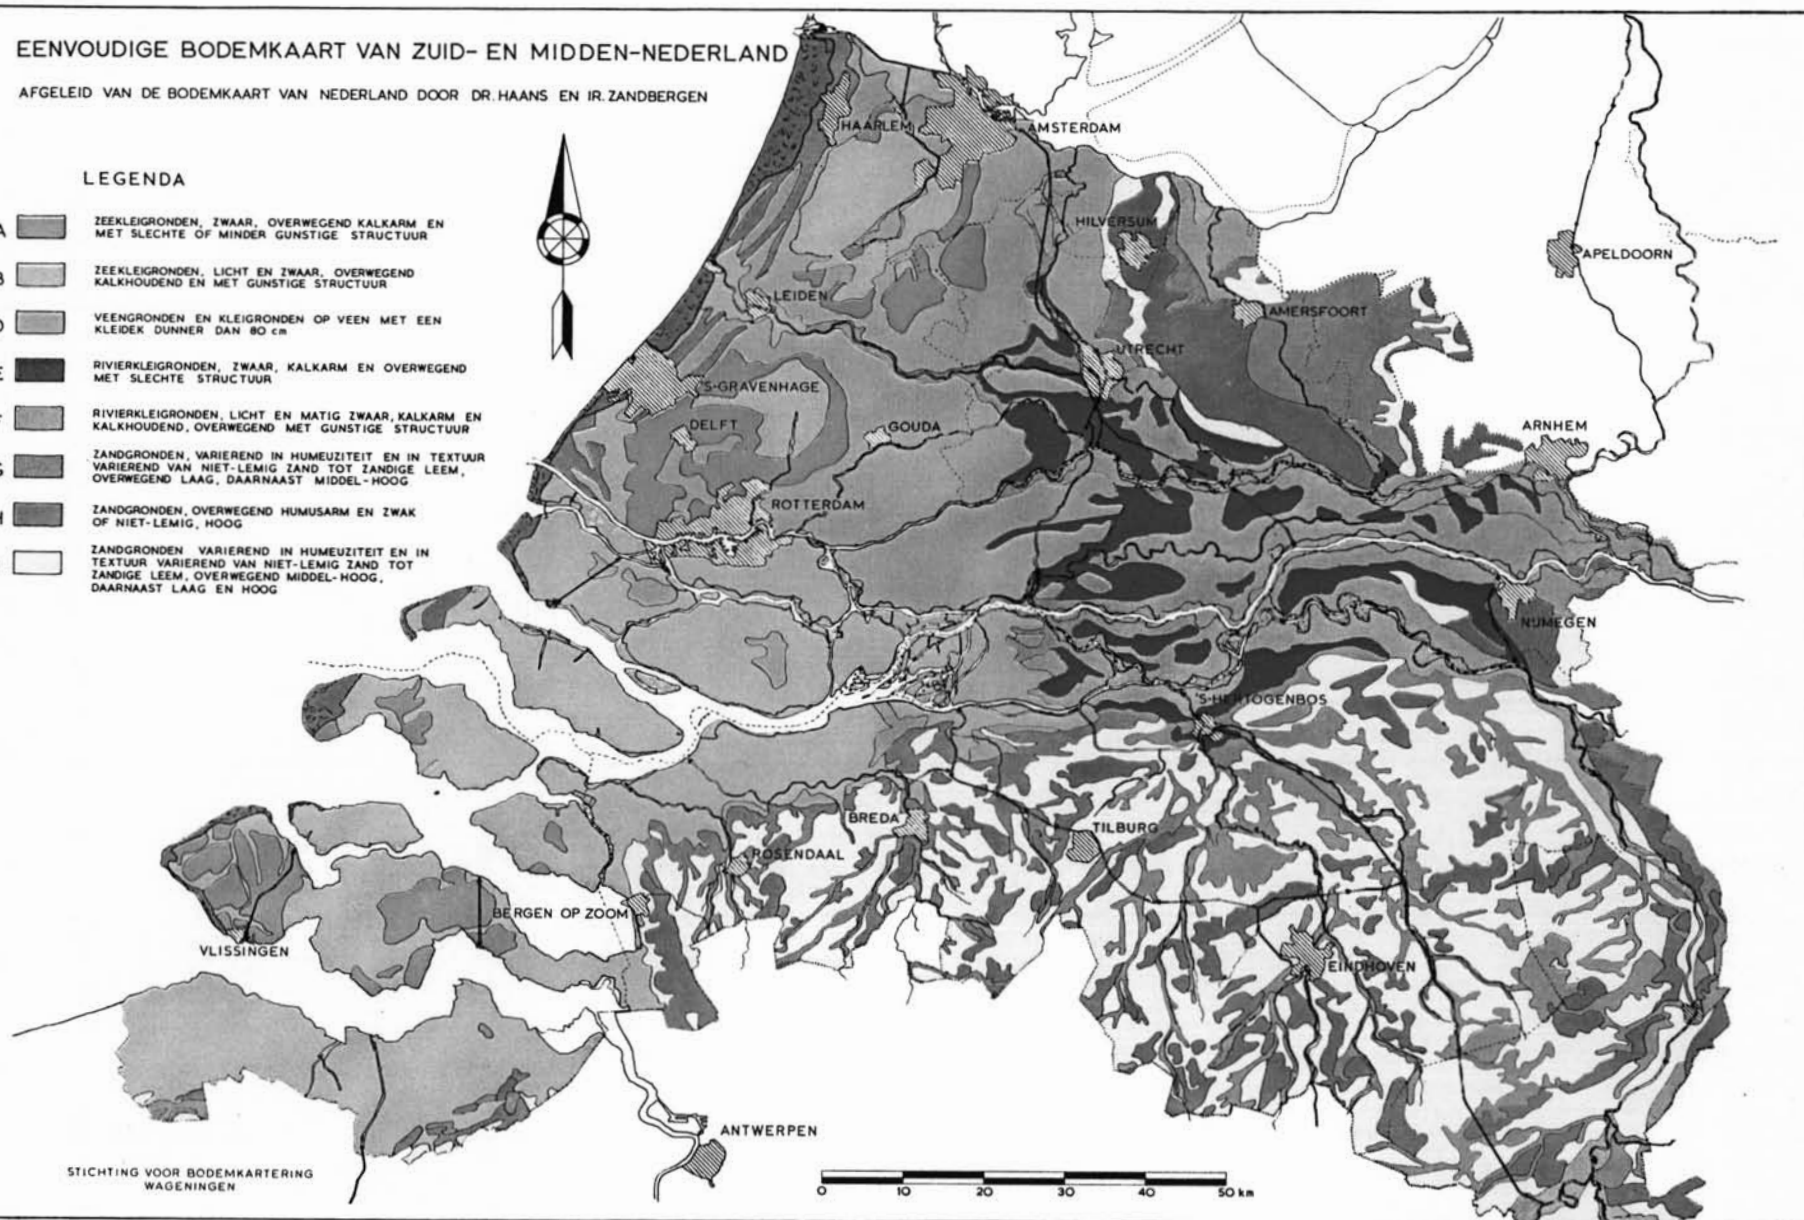 EENVOUDIGE BODEMKAART VAN ZUID- EN MIDDEN-NEDERLAND
AFGELEID VAN DE BODEMKAART VAN NEDERLAND DOOR DR. HAANS EN IR. ZANDBERGEN
LEGENDA
A
ZEEKLEIGRONDEN, ZWAAR, OVERWEGEND KALKARM EN
MET SLECHTE OF MINDER GUNSTIGE STRUCTUUR
B
ZEEKLEIGRONDEN, LICHT EN ZWAAR, OVERWEGEND
KALKHOUDEND EN MET GUNSTIGE STRUCTUUR
D
VEENGRONDEN EN KLEIGRONDEN OP VEEN MET EEN
KLEIDEK DUNNER DAN 80 cm
E
RIVIERKLEIGRONDEN, ZWAAR, KALKARM EN OVERWEGEND
MET SLECHTE STRUCTUUR
RIVIERKLEIGRONDEN, LICHT EN MATIG ZWAAR, KALKARM EN
KALKHOUDEND, OVERWEGEND MET GUNSTIGE STRUCTUUR
G
ZANDGRONDEN, VARIEREND IN HUMEUZITEIT EN IN TEXTUUR
VARIEREND VAN NIET-LEMIG ZAND TOT ZANDIGE LEEM,
OVERWEGEND LAAG, DAARNAAST MIDDEL-HOOG
H
ZANDGRONDEN, OVERWEGEND HUMUSARM EN ZWAK
OF NIET-LEMIG, HOOG
ZANDGRONDEN VARIEREND IN HUMEUZITEIT EN IN
TEXTUUR VARIEREND VAN NIET-LEMIG ZAND TOT
ZANDIGE LEEM, OVERWEGEND MIDDEL-HOOG,
DAARNAAST LAAG EN HOOG
HAARLEM
AMSTERDAM
HILVERSUM
APELDOORN
LEIDEN
AMERSFOORT
UTRECHT
'S-GRAVENHAGE
DELFT
GOUDA
ARNHEM
ROTTERDAM
NIJMEGEN
'S-HERTOGENBOS
BREDA
TILBURG
ROSENDAAL
BERGEN OP ZOOM
VLISSINGEN
EINDHOVEN
ANTWERPEN
STICHTING VOOR BODEMKARTERING
WAGENINGEN
0 10 20 30 40 50 km